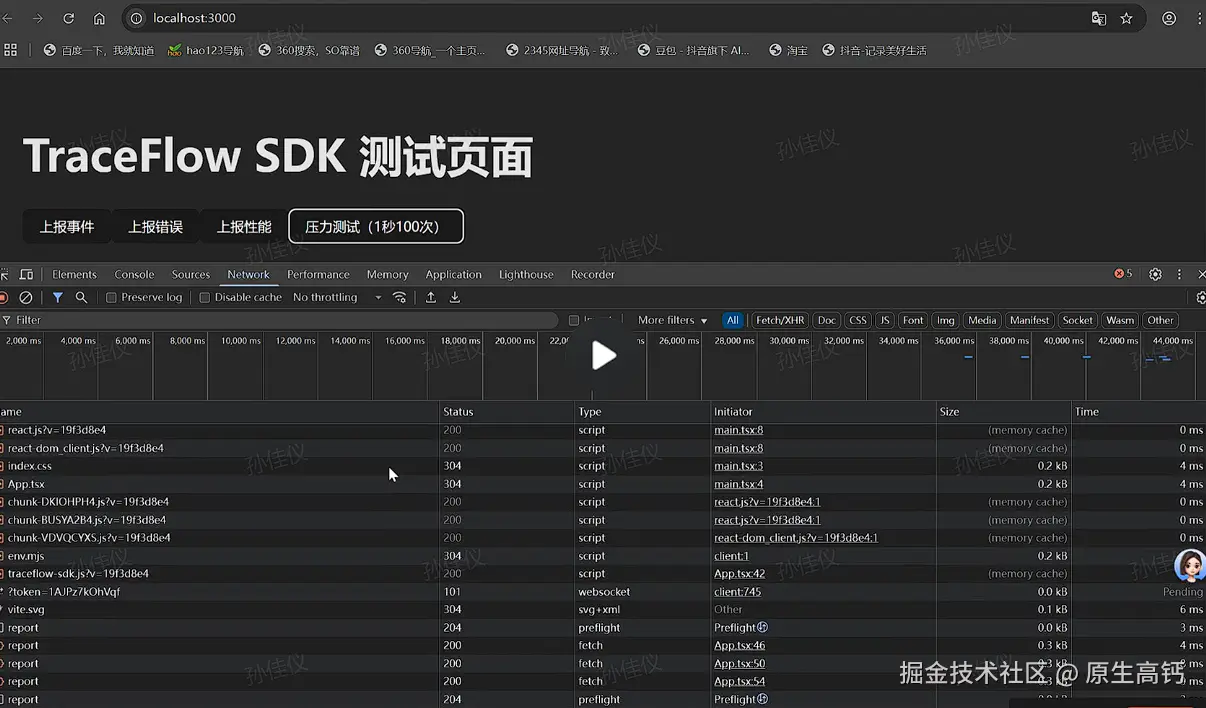 localhost:3000
百度一下，我就知道 hao123导航 360搜索，SO靠谱 360导航_一个主页... 2345网址导航 - 致... 豆包 - 抖音旗下 AI... 淘宝 抖音-记录美好生活
TraceFlow SDK 测试页面
上报事件 上报错误 上报性能 压力测试（1秒100次）
Elements Console Sources Network Performance Memory Application Lighthouse Recorder 5
Preserve log Disable cache No throttling
Filter More filters All Fetch/XHR Doc CSS JS Font Img Media Manifest Socket Wasm Other
2,000 ms 4,000 ms 6,000 ms 8,000 ms 10,000 ms 12,000 ms 14,000 ms 16,000 ms 18,000 ms 20,000 ms 22,0 ms 26,000 ms 28,000 ms 30,000 ms 32,000 ms 34,000 ms 36,000 ms 38,000 ms 40,000 ms 42,000 ms 44,000 ms
ame Status Type Initiator Size Time
react.js?v=19f3d8e4 200 script main.tsx:8 (memory cache) 0 ms
react-dom_client.js?v=19f3d8e4 200 script main.tsx:8 (memory cache) 0 ms
index.css 304 script main.tsx:3 0.2 kB 4 ms
App.tsx 304 script main.tsx:4 0.2 kB 4 ms
chunk-DKIOHPH4.js?v=19f3d8e4 200 script react.js?v=19f3d8e4:1 (memory cache) 0 ms
chunk-BUSYA2B4.js?v=19f3d8e4 200 script react.js?v=19f3d8e4:1 (memory cache) 0 ms
chunk-VDVQCYXS.js?v=19f3d8e4 200 script react-dom_client.js?v=19f3d8e4:1 (memory cache) 0 ms
env.mjs 304 script client:1 0.2 kB 4 ms
traceflow-sdk.js?v=19f3d8e4 200 script App.tsx:42 (memory cache)
?token=1AJPz7kOhVqf 101 websocket client:745 0.0 kB Pending
vite.svg 304 svg+xml Other 0.1 kB 6 ms
report 204 preflight Preflight 0.0 kB 3 ms
report 200 fetch App.tsx:46 0.3 kB 4 ms
report 200 fetch App.tsx:50 0.3 kB ms
report 200 fetch App.tsx:54 0.3 kB ms
report 204 preflight Preflight
掘金技术社区 @ 原生高钙
孙佳仪